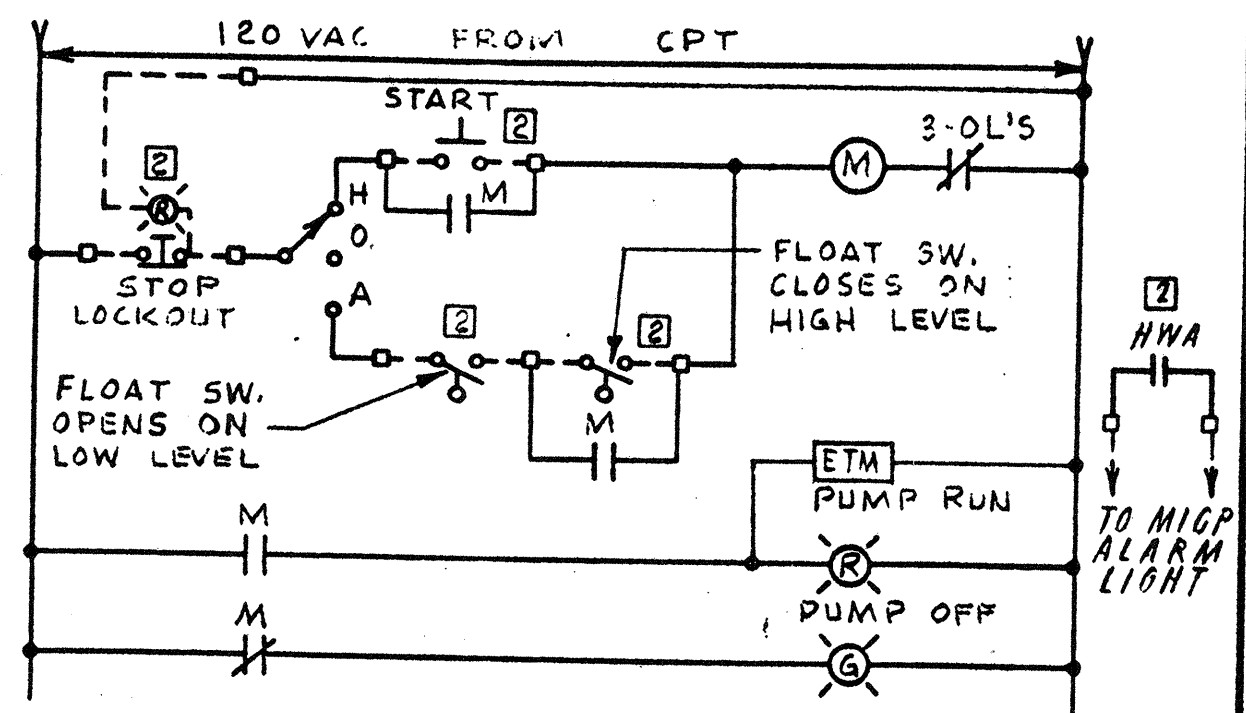 120 VAC FROM CPT
START
2
3-OL'S
2
M
R
H
M
O
STOP
LOCKOUT
A
FLOAT SW.
CLOSES ON
HIGH LEVEL
2
2
2
HWA
FLOAT SW.
OPENS ON
LOW LEVEL
M
ETM
PUMP RUN
TO MIGP
ALARM
LIGHT
M
R
PUMP OFF
M
G